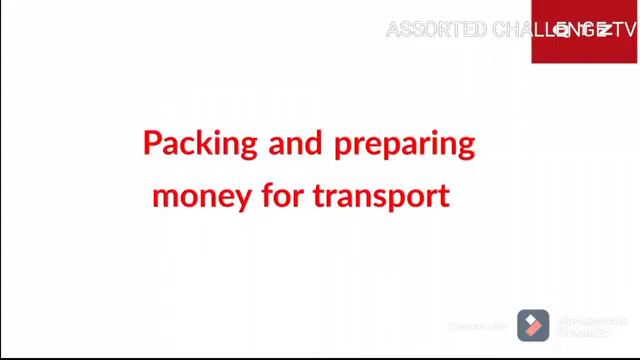 ASSORTED CHALLENGE TV
Packing and preparing
money for transport